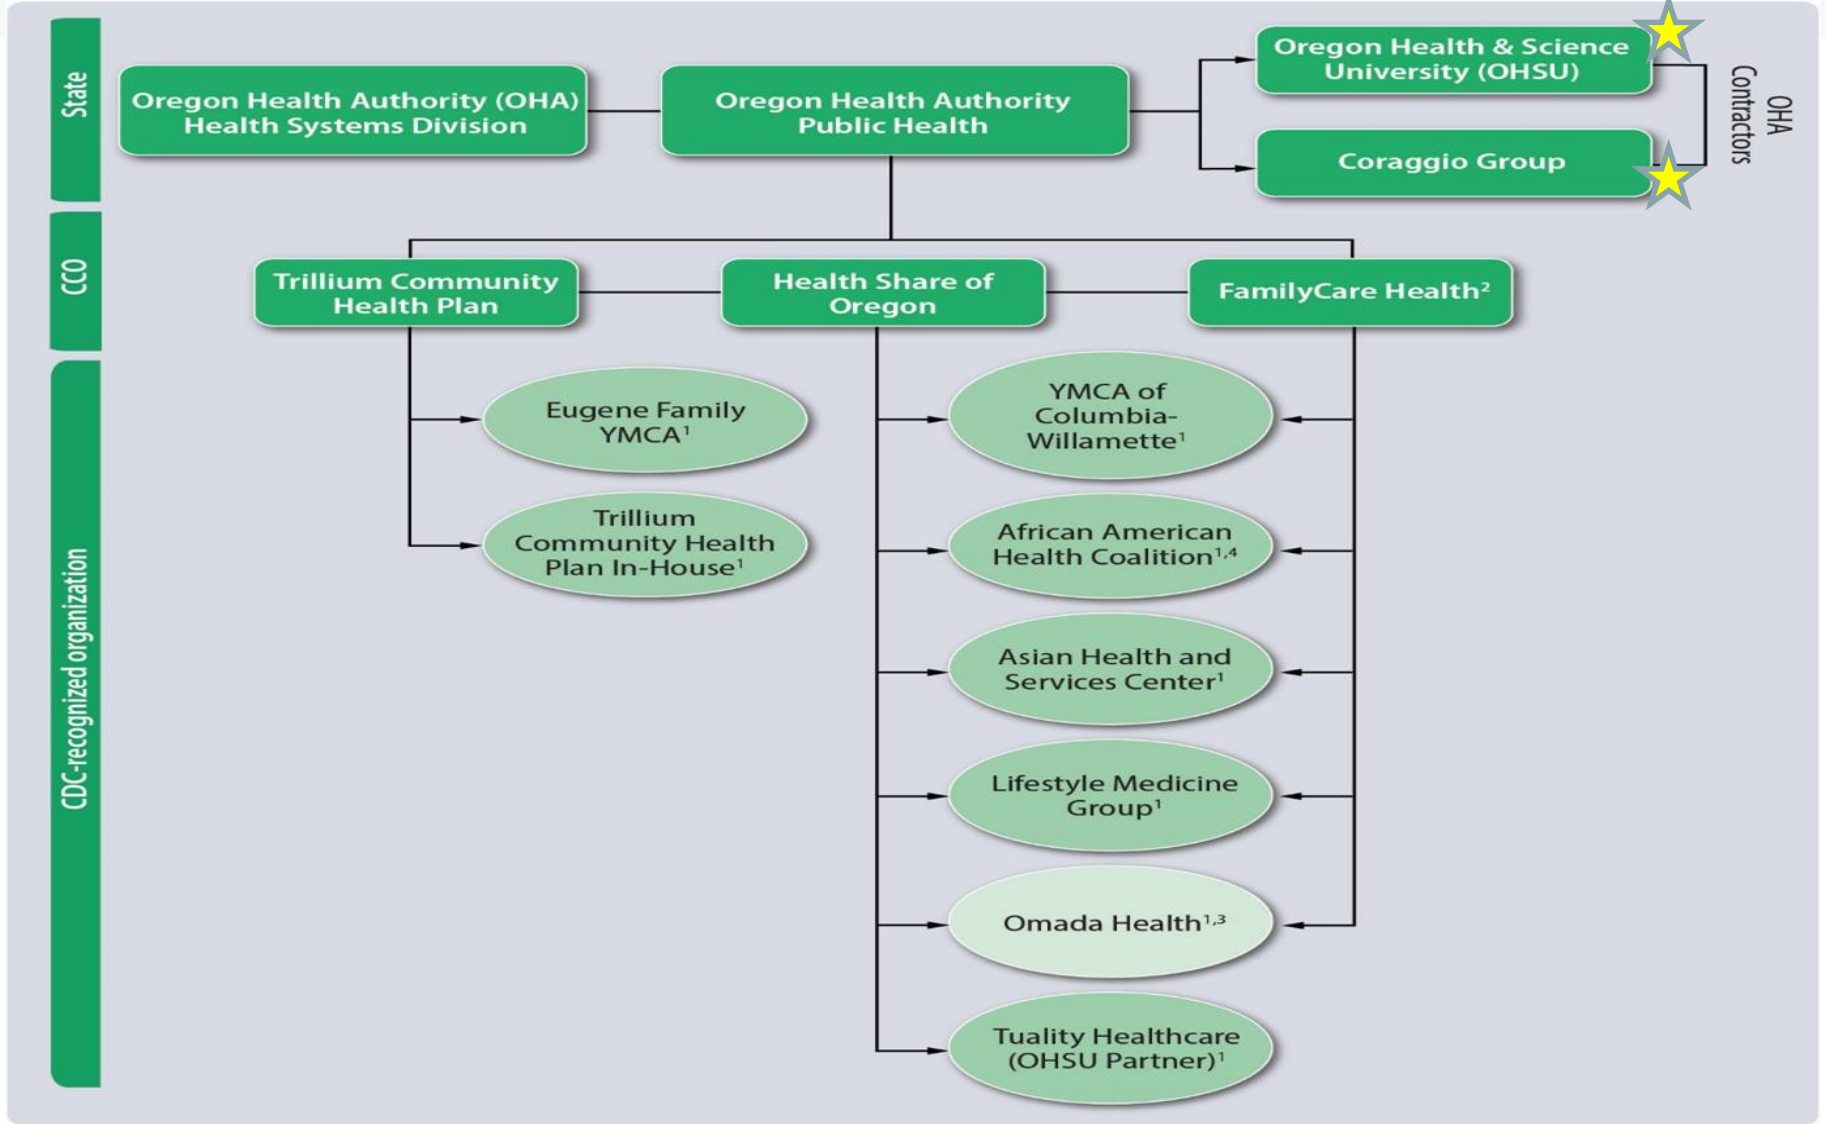 State
Oregon Health Authority (OHA)
Health Systems Division
Oregon Health Authority
Public Health
Oregon Health & Science
University (OHSU)
Coraggio Group
OHA
Contractors
CCO
Trillium Community
Health Plan
Health Share of
Oregon
FamilyCare Health²
CDC-recognized organization
Eugene Family
YMCA¹
Trillium
Community Health
Plan In-House¹
YMCA of
Columbia-
Willamette¹
African American
Health Coalition¹,⁴
Asian Health and
Services Center¹
Lifestyle Medicine
Group¹
Omada Health¹,³
Tuality Healthcare
(OHSU Partner)¹